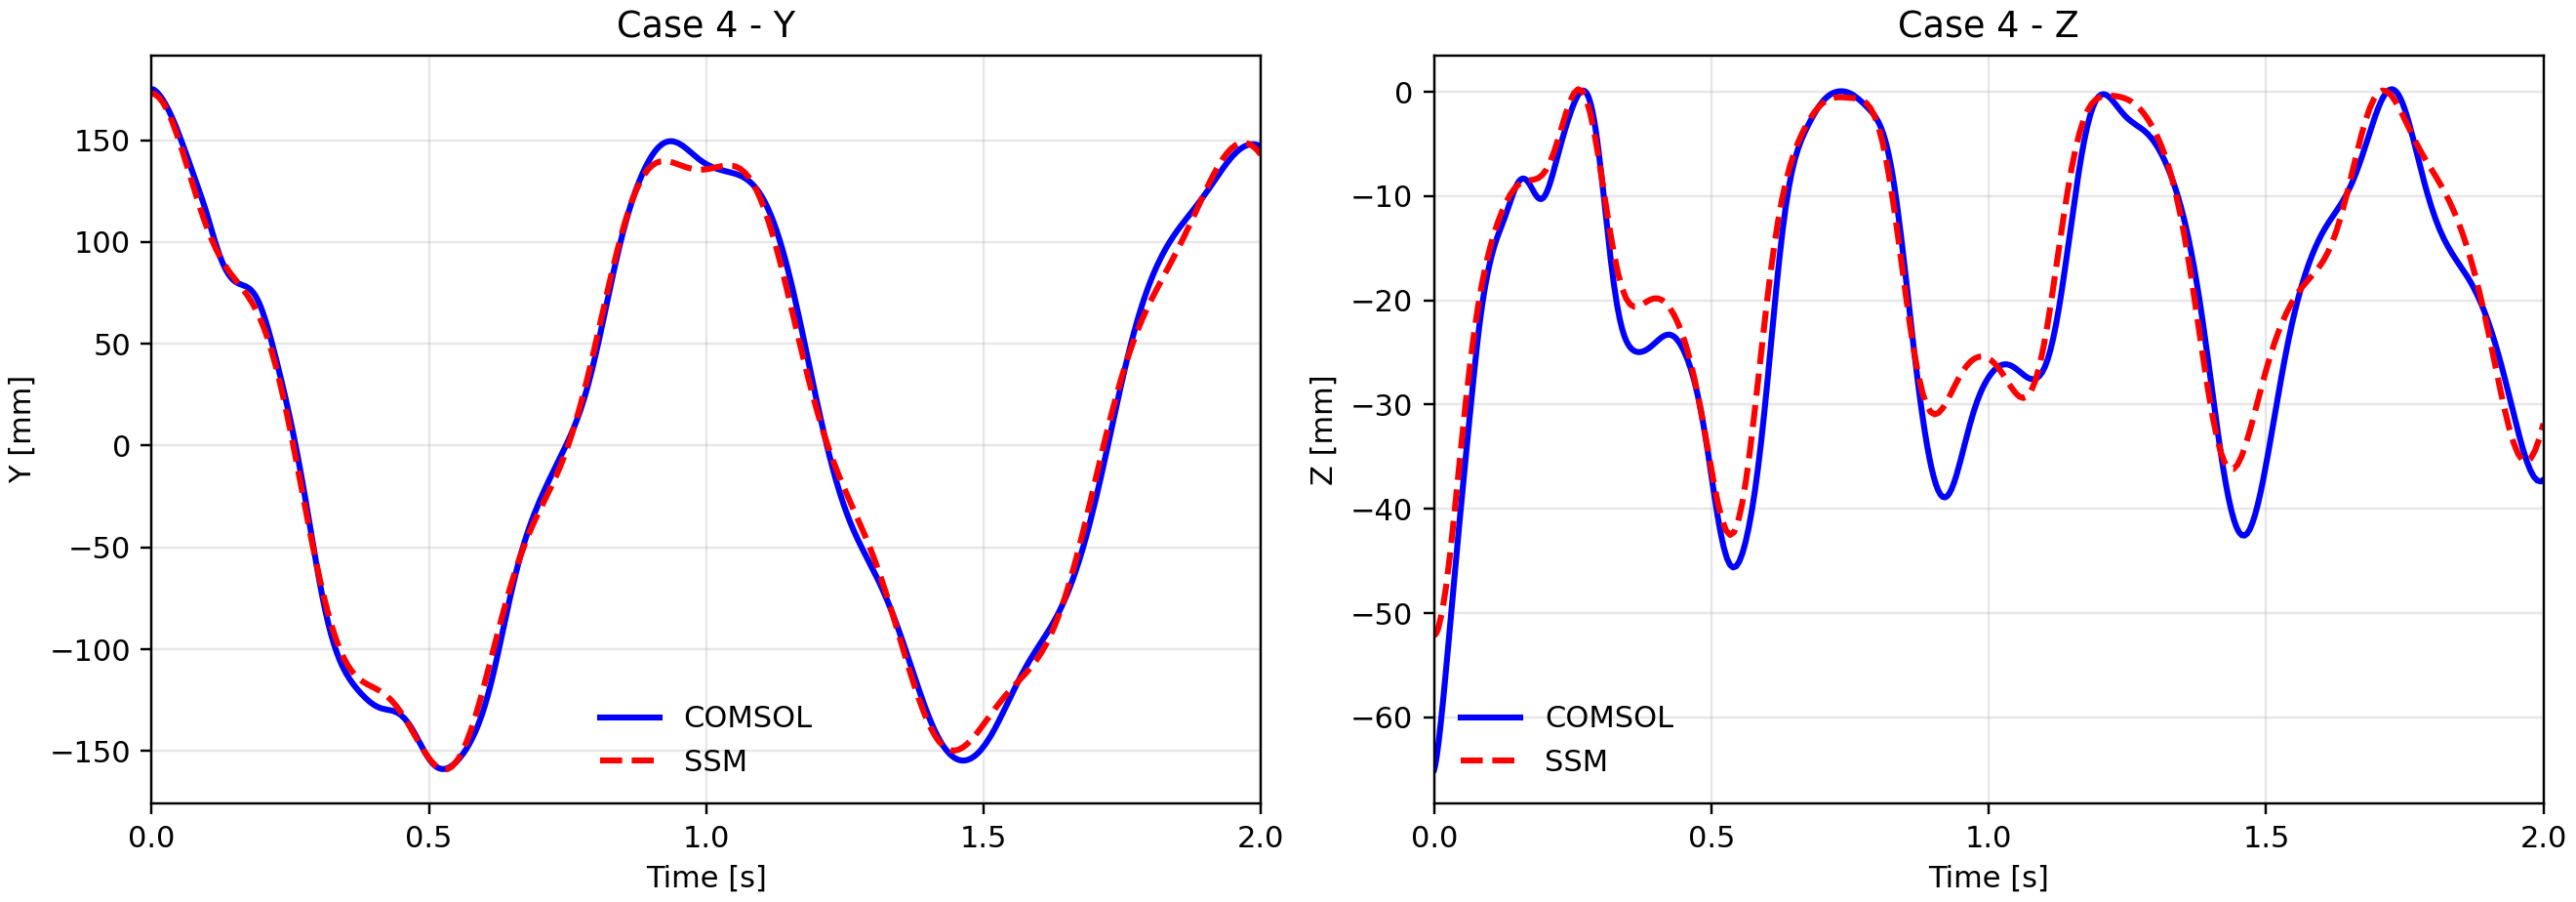 Case 4 - Y
150
100
50
0
−50
−100
−150
Y [mm]
COMSOL
SSM
0.0 0.5 1.0 1.5 2.0
Time [s]
Case 4 - Z
0
−10
−20
−30
−40
−50
−60
Z [mm]
COMSOL
SSM
0.0 0.5 1.0 1.5 2.0
Time [s]